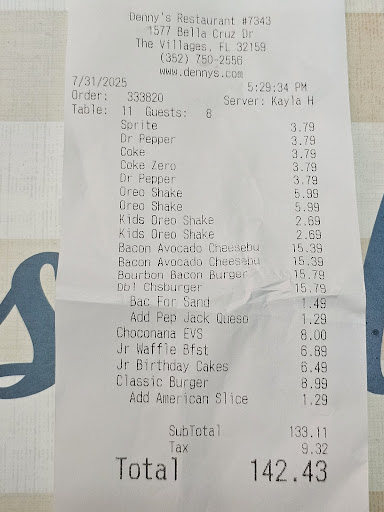 Denny's Restaurant #7343
1577 Bella Cruz Dr
The Villages, FL 32159
(352) 750-2556
www.dennys.com
7/31/2025 5:29:34 PM
Order: 333820 Server: Kayla H
Table: 11 Guests: 8
Sprite 3.79
Dr Pepper 3.79
Coke 3.79
Coke Zero 3.79
Dr Pepper 3.79
Oreo Shake 5.99
Oreo Shake 5.99
Kids Oreo Shake 2.69
Kids Oreo Shake 2.69
Bacon Avocado Cheesebu 15.39
Bacon Avocado Cheesebu 15.39
Bourbon Bacon Burger 15.79
Dbl Chsburger 15.79
Bac For Sand 1.49
Add Pep Jack Queso 1.29
Choconana EVS 8.00
Jr Waffle Bfst 6.89
Jr Birthday Cakes 6.49
Classic Burger 8.99
Add American Slice 1.29
SubTotal 133.11
Tax 9.32
Total 142.43